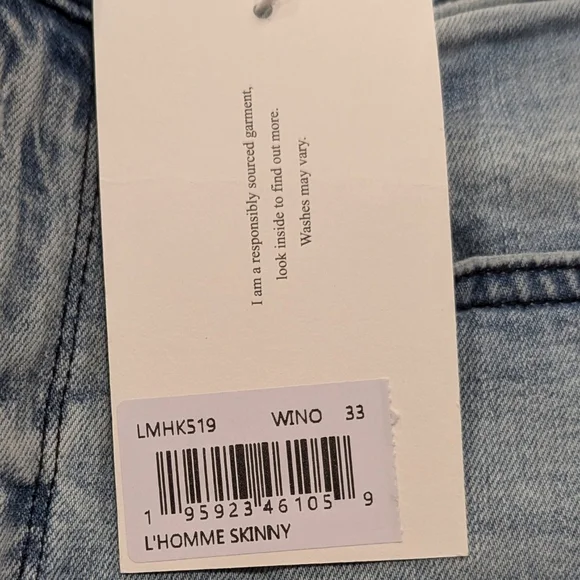 I am a responsibly sourced garment,
look inside to find out more.
Washes may vary.
LMHK519 WINO 33
1 95923 46105 9
L'HOMME SKINNY